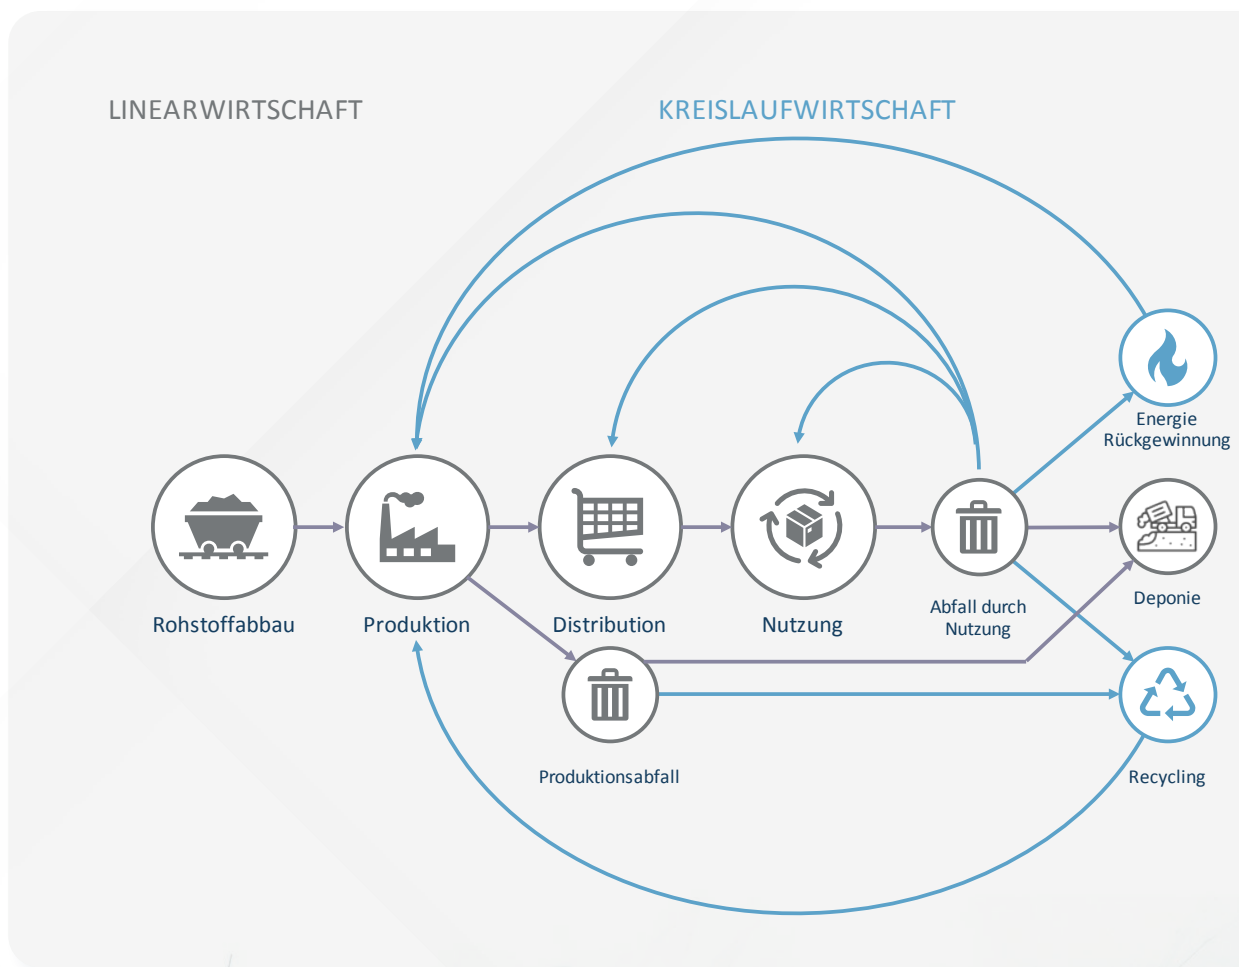 LINEARWIRTSCHAFT
KREISLAUFWIRTSCHAFT
Energie
Rückgewinnung
Rohstoffabbau
Produktion
Distribution
Nutzung
Abfall durch
Nutzung
Deponie
Produktionsabfall
Recycling